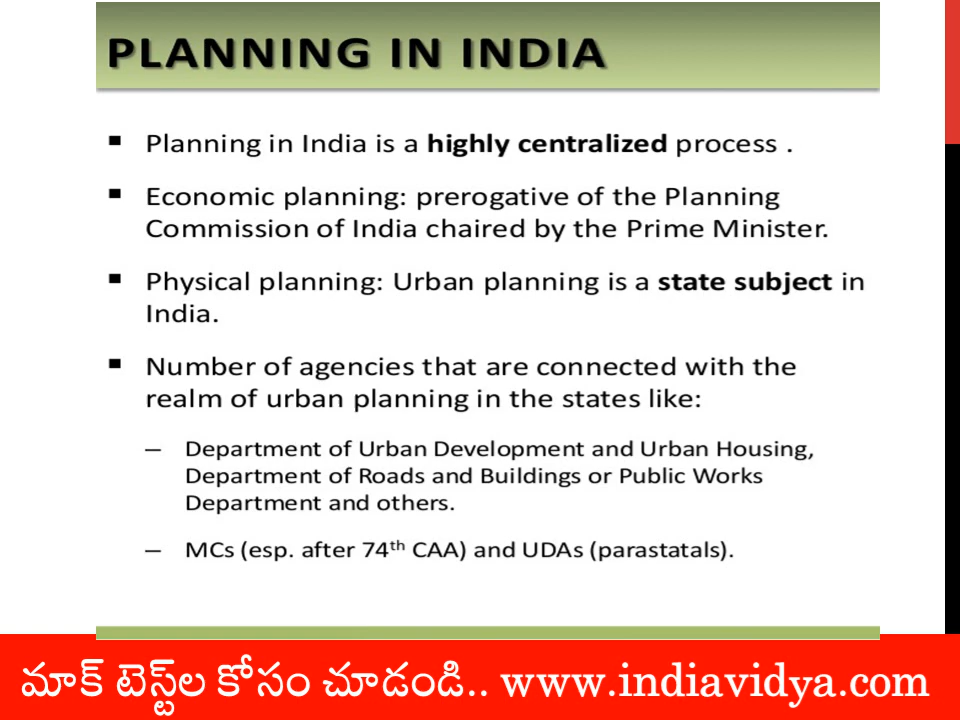 PLANNING IN INDIA
▪ Planning in India is a highly centralized process .
▪ Economic planning: prerogative of the Planning
Commission of India chaired by the Prime Minister.
▪ Physical planning: Urban planning is a state subject in
India.
▪ Number of agencies that are connected with the
realm of urban planning in the states like:
– Department of Urban Development and Urban Housing,
Department of Roads and Buildings or Public Works
Department and others.
– MCs (esp. after 74th CAA) and UDAs (parastatals).
మాక్ టెస్ట్‌ల కోసం చూడండి.. www.indiavidya.com